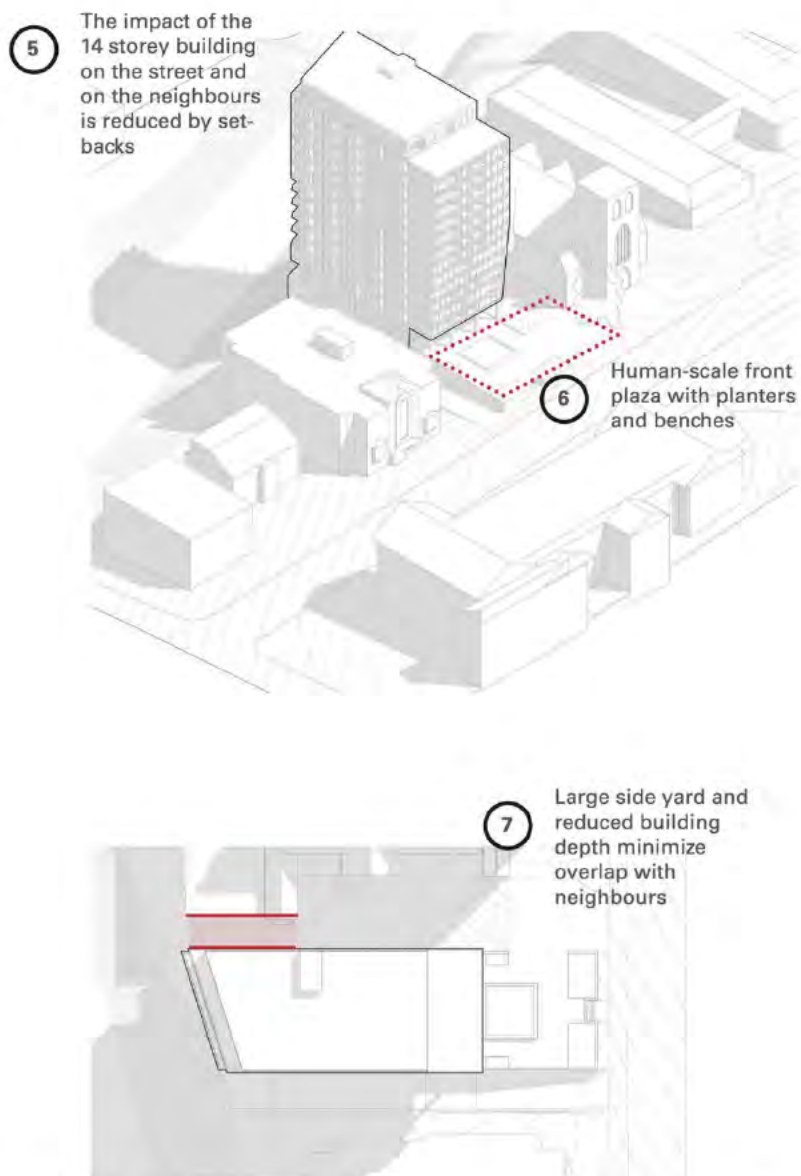 5
The impact of the
14 storey building
on the street and
on the neighbours
is reduced by set-
backs
6
Human-scale front
plaza with planters
and benches
7
Large side yard and
reduced building
depth minimize
overlap with
neighbours